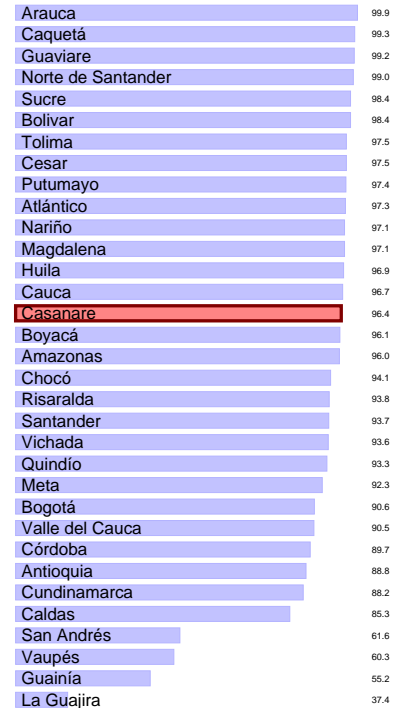 Arauca 99.9
Caquetá 99.3
Guaviare 99.2
Norte de Santander 99.0
Sucre 98.4
Bolivar 98.4
Tolima 97.5
Cesar 97.5
Putumayo 97.4
Atlántico 97.3
Nariño 97.1
Magdalena 97.1
Huila 96.9
Cauca 96.7
Casanare 96.4
Boyacá 96.1
Amazonas 96.0
Chocó 94.1
Risaralda 93.8
Santander 93.7
Vichada 93.6
Quindío 93.3
Meta 92.3
Bogotá 90.6
Valle del Cauca 90.5
Córdoba 89.7
Antioquia 88.8
Cundinamarca 88.2
Caldas 85.3
San Andrés 61.6
Vaupés 60.3
Guainía 55.2
La Guajira 37.4